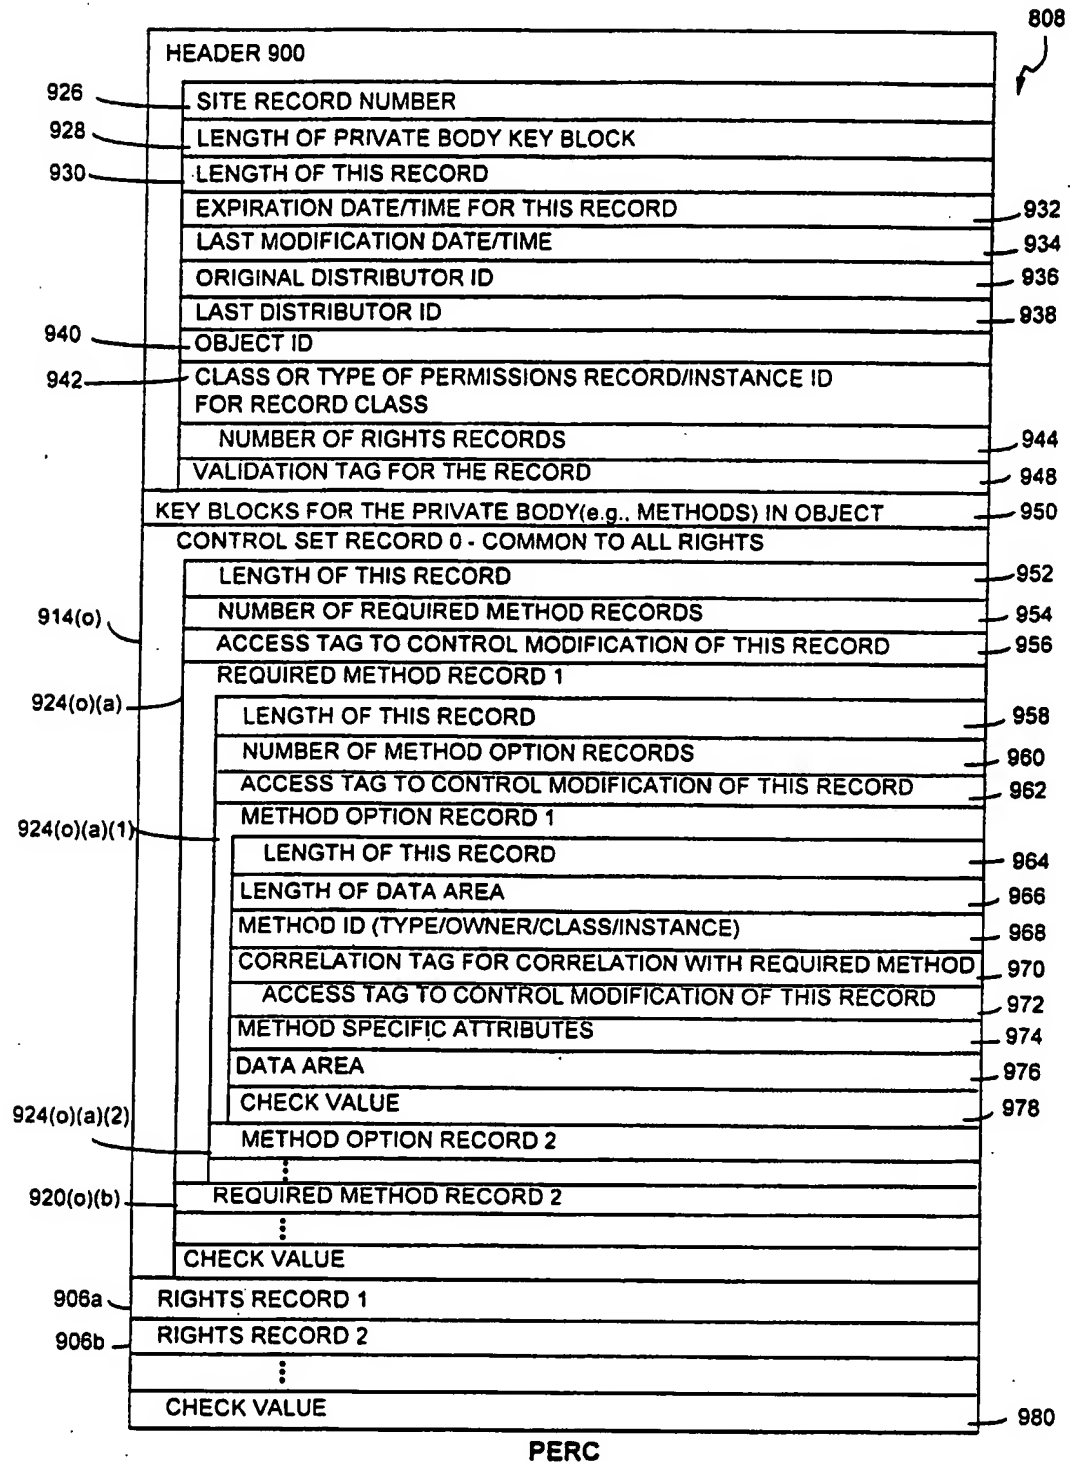 808
HEADER 900
926 SITE RECORD NUMBER
928 LENGTH OF PRIVATE BODY KEY BLOCK
930 LENGTH OF THIS RECORD
EXPIRATION DATE/TIME FOR THIS RECORD 932
LAST MODIFICATION DATE/TIME 934
ORIGINAL DISTRIBUTOR ID 936
LAST DISTRIBUTOR ID 938
940 OBJECT ID
942 CLASS OR TYPE OF PERMISSIONS RECORD/INSTANCE ID
FOR RECORD CLASS
NUMBER OF RIGHTS RECORDS 944
VALIDATION TAG FOR THE RECORD 948
KEY BLOCKS FOR THE PRIVATE BODY(e.g., METHODS) IN OBJECT 950
CONTROL SET RECORD 0 - COMMON TO ALL RIGHTS
LENGTH OF THIS RECORD 952
914(o) NUMBER OF REQUIRED METHOD RECORDS 954
ACCESS TAG TO CONTROL MODIFICATION OF THIS RECORD 956
REQUIRED METHOD RECORD 1
924(o)(a) LENGTH OF THIS RECORD 958
NUMBER OF METHOD OPTION RECORDS 960
ACCESS TAG TO CONTROL MODIFICATION OF THIS RECORD 962
924(o)(a)(1) METHOD OPTION RECORD 1
LENGTH OF THIS RECORD 964
LENGTH OF DATA AREA 966
METHOD ID (TYPE/OWNER/CLASS/INSTANCE) 968
CORRELATION TAG FOR CORRELATION WITH REQUIRED METHOD 970
ACCESS TAG TO CONTROL MODIFICATION OF THIS RECORD 972
METHOD SPECIFIC ATTRIBUTES 974
DATA AREA 976
CHECK VALUE 978
924(o)(a)(2) METHOD OPTION RECORD 2
920(o)(b) REQUIRED METHOD RECORD 2
CHECK VALUE
906a RIGHTS RECORD 1
906b RIGHTS RECORD 2
CHECK VALUE 980
PERC